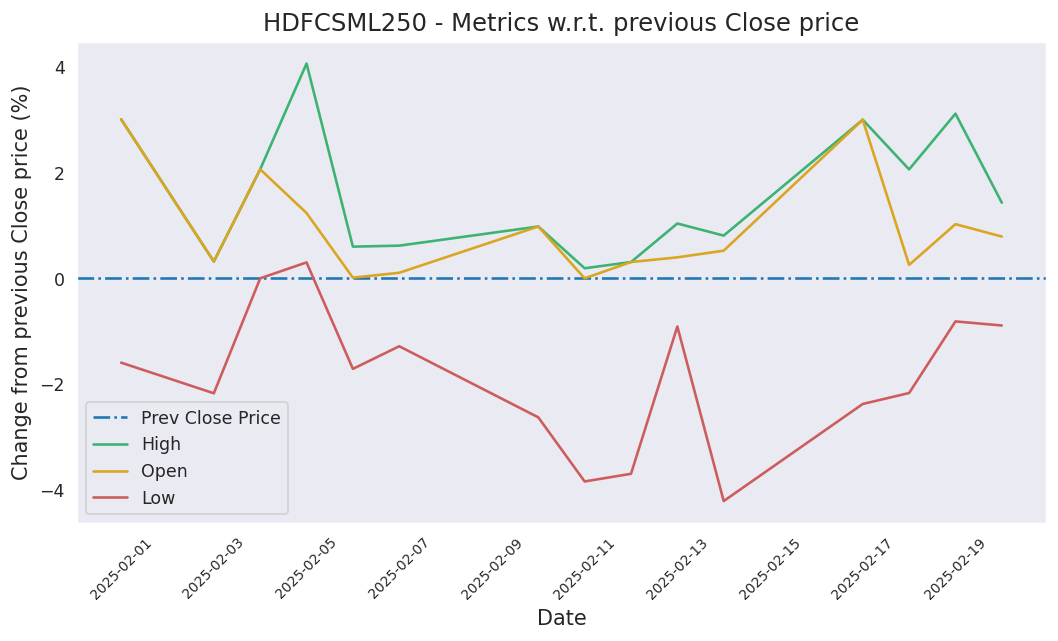 HDFCSML250 - Metrics w.r.t. previous Close price
Change from previous Close price (%)
4
2
0
−2
−4
Prev Close Price
High
Open
Low
2025-02-01
2025-02-03
2025-02-05
2025-02-07
2025-02-09
2025-02-11
2025-02-13
2025-02-15
2025-02-17
2025-02-19
Date